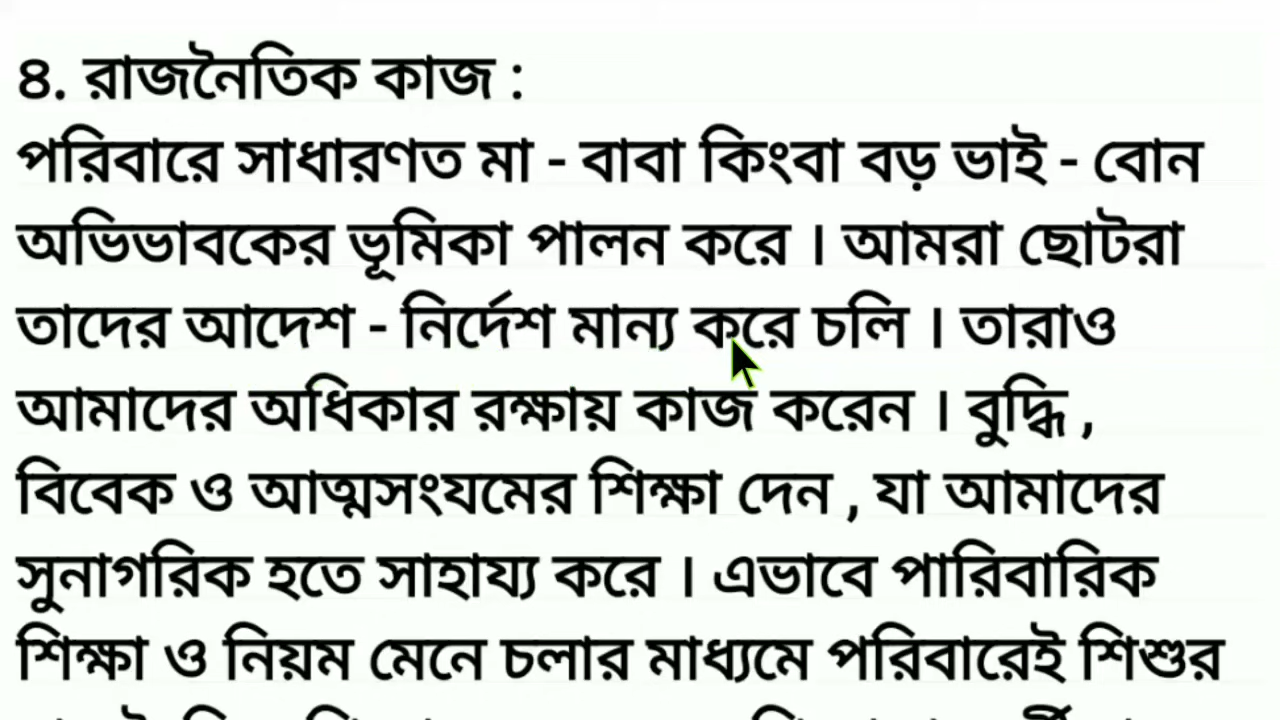 ৪. রাজনৈতিক কাজ :
পরিবারে সাধারণত মা - বাবা কিংবা বড় ভাই - বোন
অভিভাবকের ভূমিকা পালন করে । আমরা ছোটরা
তাদের আদেশ - নির্দেশ মান্য করে চলি । তারাও
আমাদের অধিকার রক্ষায় কাজ করেন । বুদ্ধি ,
বিবেক ও আত্মসংযমের শিক্ষা দেন , যা আমাদের
সুনাগরিক হতে সাহায্য করে । এভাবে পারিবারিক
শিক্ষা ও নিয়ম মেনে চলার মাধ্যমে পরিবারেই শিশুর